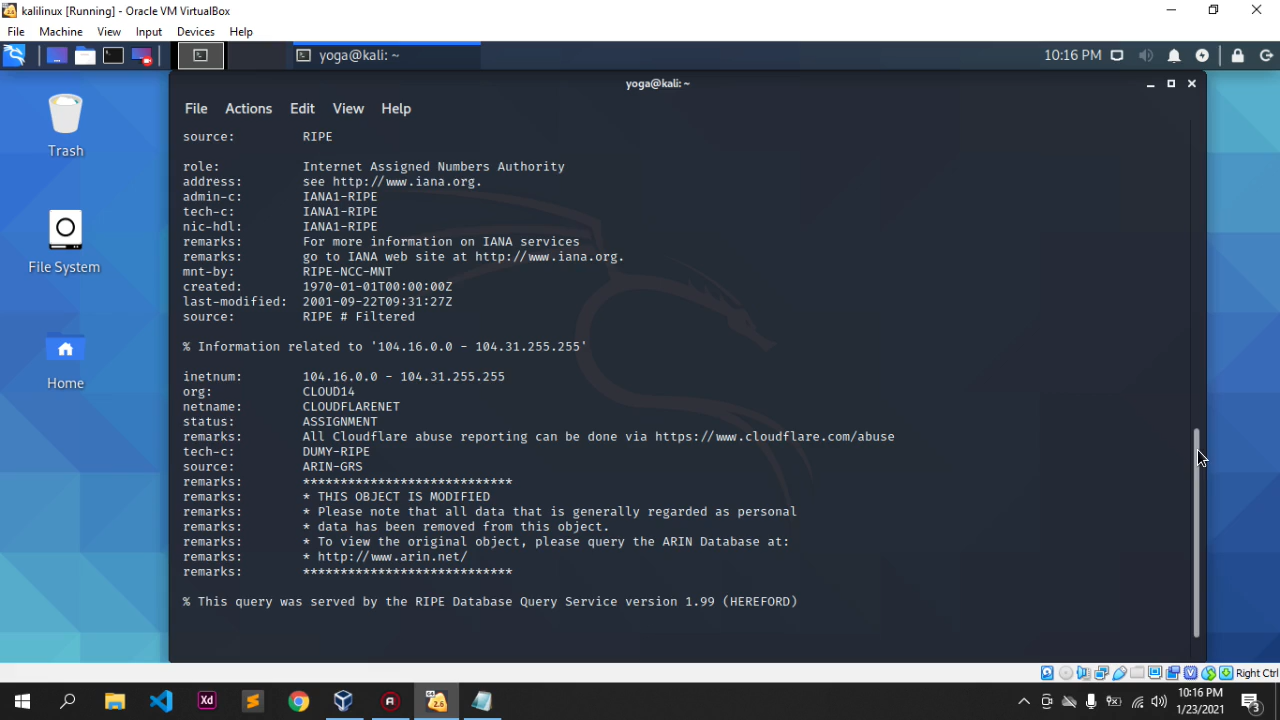 kalilinux [Running] - Oracle VM VirtualBox
File Machine View Input Devices Help
yoga@kali: ~
10:16 PM
yoga@kali: ~
File Actions Edit View Help
Trash
File System
Home
source: RIPE
role: Internet Assigned Numbers Authority
address: see http://www.iana.org.
admin-c: IANA1-RIPE
tech-c: IANA1-RIPE
nic-hdl: IANA1-RIPE
remarks: For more information on IANA services
remarks: go to IANA web site at http://www.iana.org.
mnt-by: RIPE-NCC-MNT
created: 1970-01-01T00:00:00Z
last-modified: 2001-09-22T09:31:27Z
source: RIPE # Filtered
% Information related to '104.16.0.0 - 104.31.255.255'
inetnum: 104.16.0.0 - 104.31.255.255
org: CLOUD14
netname: CLOUDFLARENET
status: ASSIGNMENT
remarks: All Cloudflare abuse reporting can be done via https://www.cloudflare.com/abuse
tech-c: DUMY-RIPE
source: ARIN-GRS
remarks: ****************************
remarks: * THIS OBJECT IS MODIFIED
remarks: * Please note that all data that is generally regarded as personal
remarks: * data has been removed from this object.
remarks: * To view the original object, please query the ARIN Database at:
remarks: * http://www.arin.net/
remarks: ****************************
% This query was served by the RIPE Database Query Service version 1.99 (HEREFORD)
Right Ctrl
Xd
2.6
10:16 PM
1/23/2021
3